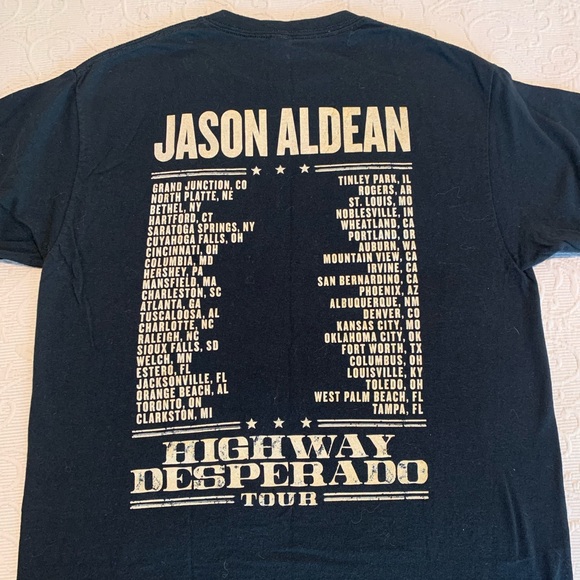 JASON ALDEAN
GRAND JUNCTION, CO
NORTH PLATTE, NE
BETHEL, NY
HARTFORD, CT
SARATOGA SPRINGS, NY
CUYAHOGA FALLS, OH
CINCINNATI, OH
COLUMBIA, MD
HERSHEY, PA
MANSFIELD, MA
CHARLESTON, SC
ATLANTA, GA
TUSCALOOSA, AL
CHARLOTTE, NC
RALEIGH, NC
SIOUX FALLS, SD
WELCH, MN
ESTERO, FL
JACKSONVILLE, FL
ORANGE BEACH, AL
TORONTO, ON
CLARKSTON, MI
TINLEY PARK, IL
ROGERS, AR
ST. LOUIS, MO
NOBLESVILLE, IN
WHEATLAND, CA
PORTLAND, OR
AUBURN, WA
MOUNTAIN VIEW, CA
IRVINE, CA
SAN BERNARDINO, CA
PHOENIX, AZ
ALBUQUERQUE, NM
DENVER, CO
KANSAS CITY, MO
OKLAHOMA CITY, OK
FORT WORTH, TX
COLUMBUS, OH
LOUISVILLE, KY
TOLEDO, OH
WEST PALM BEACH, FL
TAMPA, FL
HIGHWAY
DESPERADO
TOUR